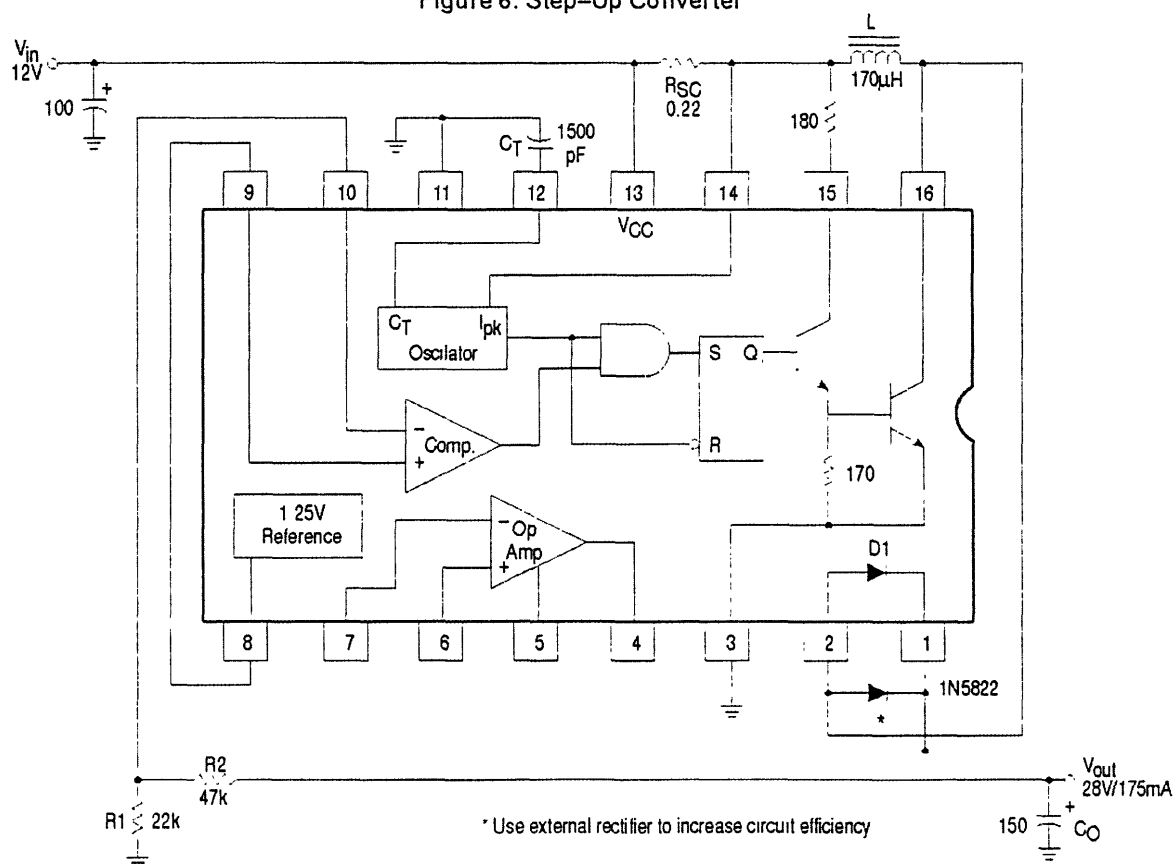 Figure 6. Step–Up Converter
L
Vin
12V
170µH
RSC
0.22
100
+
180
CT
1500
pF
9
10
11
12
13
14
15
16
VCC
CT
Ipk
Oscilator
S
Q
–
Comp.
+
R
170
1 25V
Reference
–
Op
Amp
+
D1
8
7
6
5
4
3
2
1
1N5822
*
R2
47k
Vout
28V/175mA
R1
22k
* Use external rectifier to increase circuit efficiency
150
+
CO